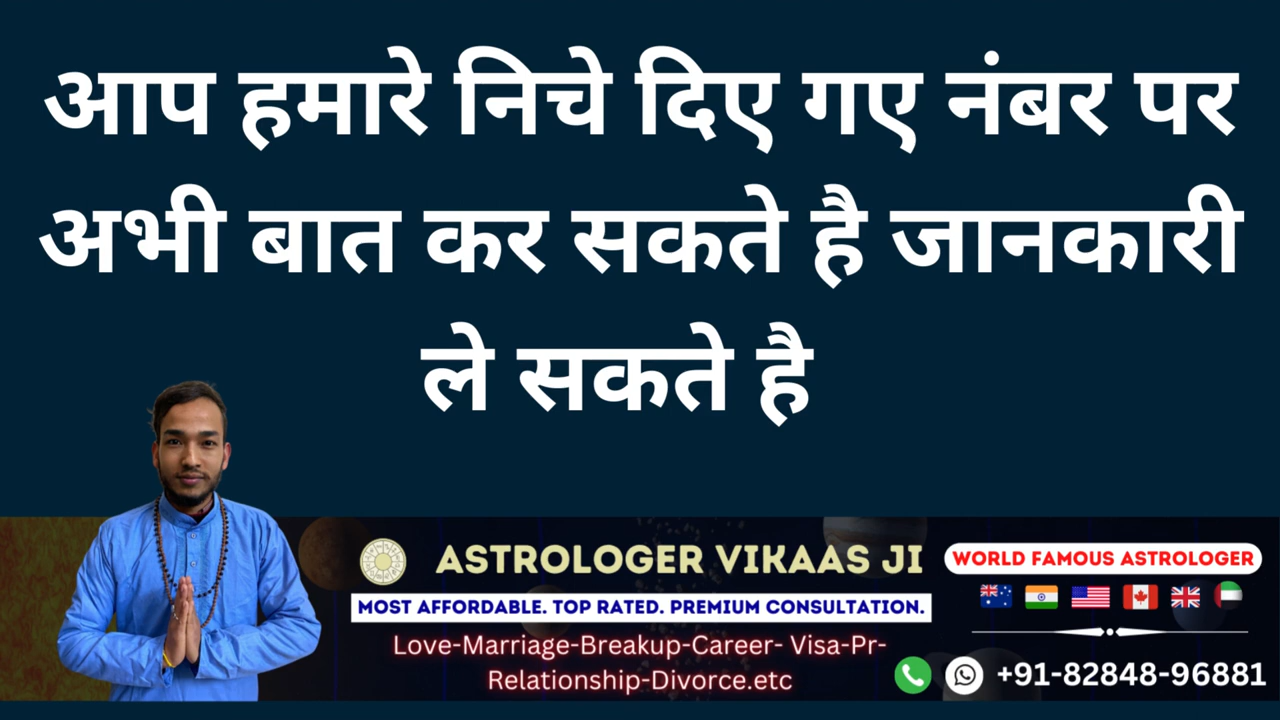 आप हमारे निचे दिए गए नंबर पर
अभी बात कर सकते है जानकारी
ले सकते है
ASTROLOGER VIKAAS JI
WORLD FAMOUS ASTROLOGER
MOST AFFORDABLE. TOP RATED. PREMIUM CONSULTATION.
Love-Marriage-Breakup-Career- Visa-Pr-
Relationship-Divorce.etc
+91-82848-96881